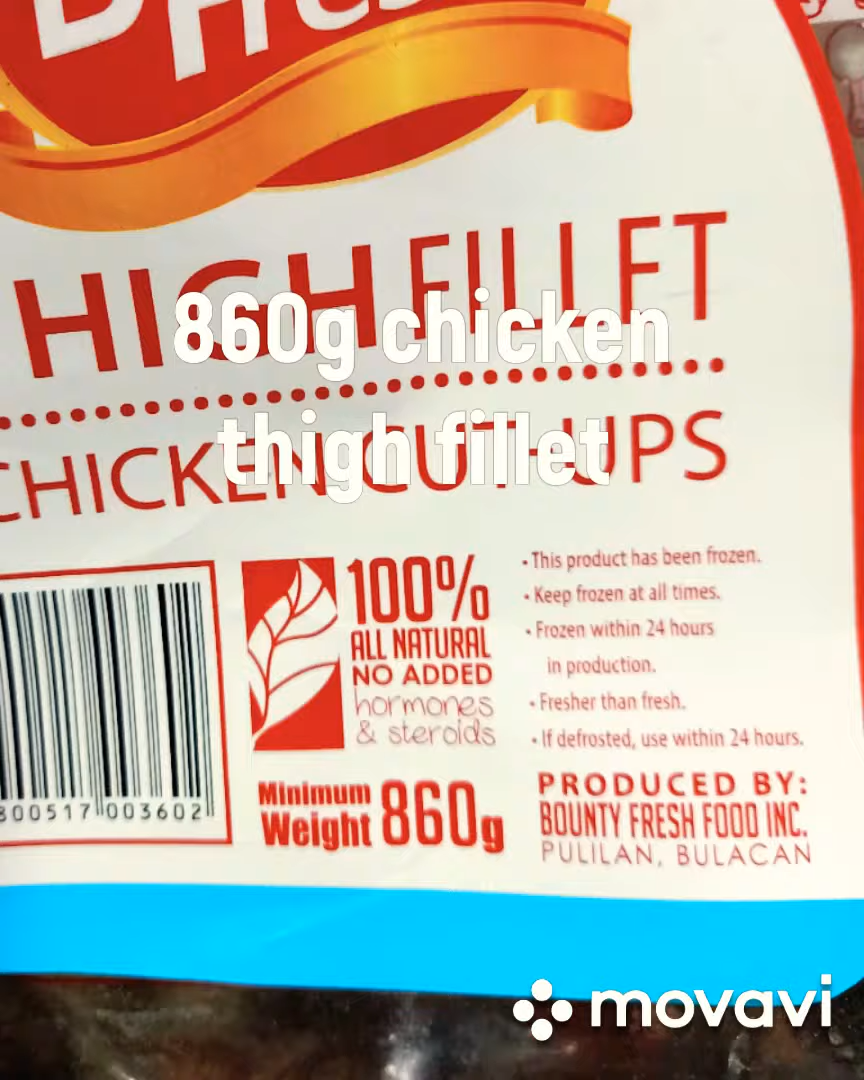 HIGH FILLET
860g chicken
thigh fillet
CHICKEN CUT-UPS
100%
ALL NATURAL
NO ADDED
hormones
& steroids
• This product has been frozen.
• Keep frozen at all times.
• Frozen within 24 hours
in production.
• Fresher than fresh.
• If defrosted, use within 24 hours.
800517 003602
Minimum
Weight 860g
PRODUCED BY:
BOUNTY FRESH FOOD INC.
PULILAN, BULACAN
movavi